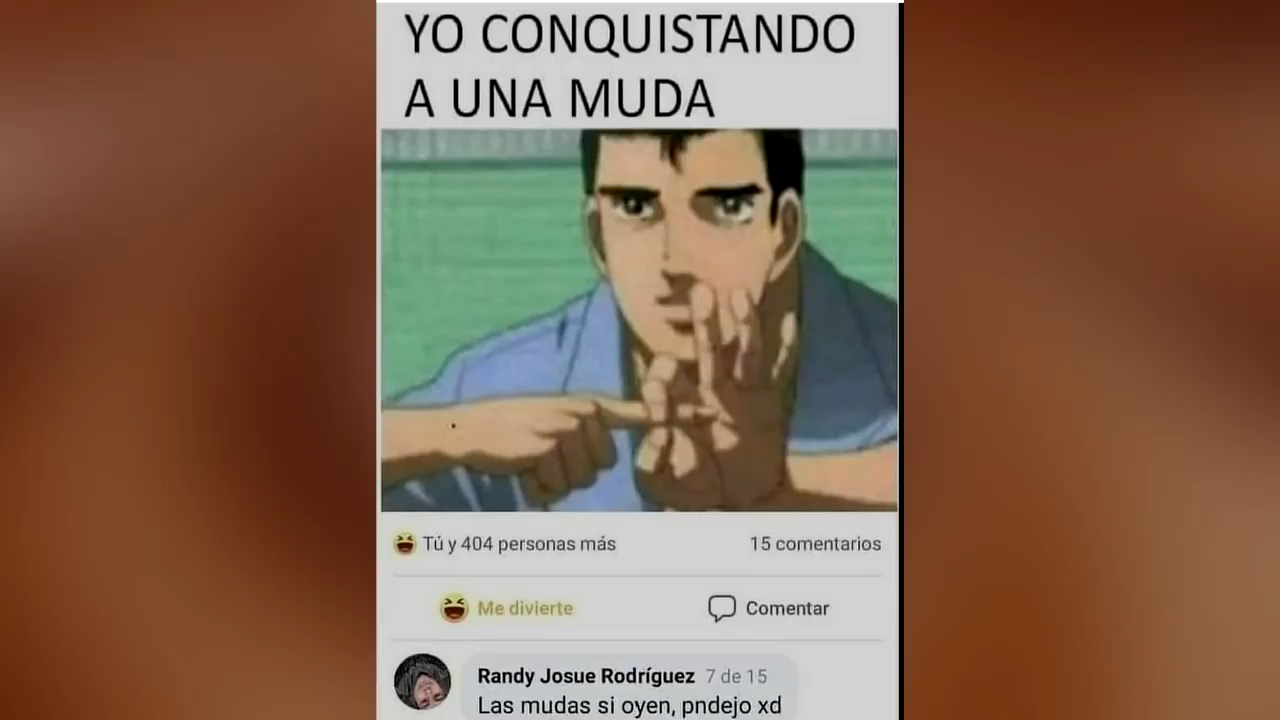 YO CONQUISTANDO
A UNA MUDA
Tú y 404 personas más
15 comentarios
Me divierte
Comentar
Randy Josue Rodríguez 7 de 15
Las mudas si oyen, pndejo xd